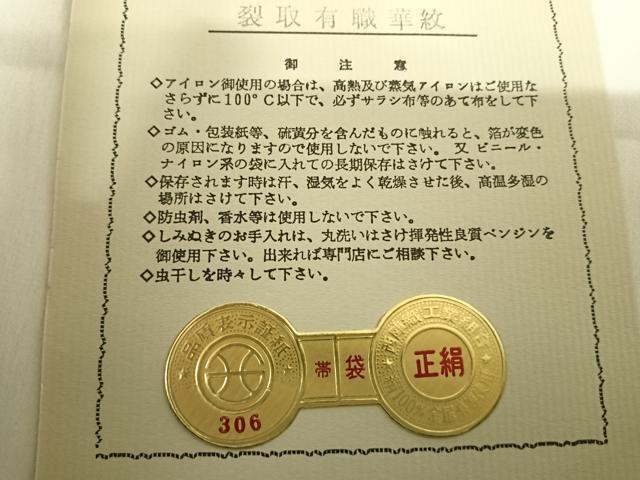 裂取有職華紋
御注意
◇アイロン御使用の場合は、高熱及び蒸気アイロンはご使用な
さらずに100°C以下で、必ずサラシ布等のあて布をして下
さい。
◇ゴム・包装紙等、硫黄分を含んだものに触れると、箔が変色
の原因になりますので使用しないで下さい。又ビニール・
ナイロン系の袋に入れての長期保存はさけて下さい。
◇保存されます時は汗、湿気をよく乾燥させた後、高温多湿の
場所はさけて下さい。
◇防虫剤、香水等は使用しないで下さい。
◇しみぬきのお手入れは、丸洗いはさけ揮発性良質ベンジンを
御使用下さい。出来れば専門店にご相談下さい。
◇虫干しを時々して下さい。
品質表示証紙
306
帯 袋
正絹